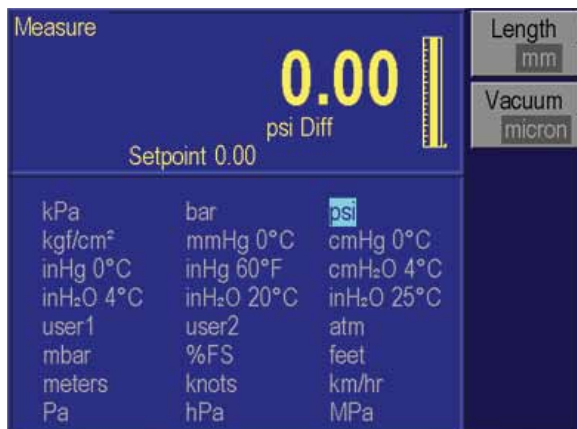 Measure
0.00
psi Diff
Setpoint 0.00
Length
mm
Vacuum
micron
kPa bar psi
kgf/cm² mmHg 0°C cmHg 0°C
inHg 0°C inHg 60°F cmH₂O 4°C
inH₂O 4°C inH₂O 20°C inH₂O 25°C
user1 user2 atm
mbar %FS feet
meters knots km/hr
Pa hPa MPa